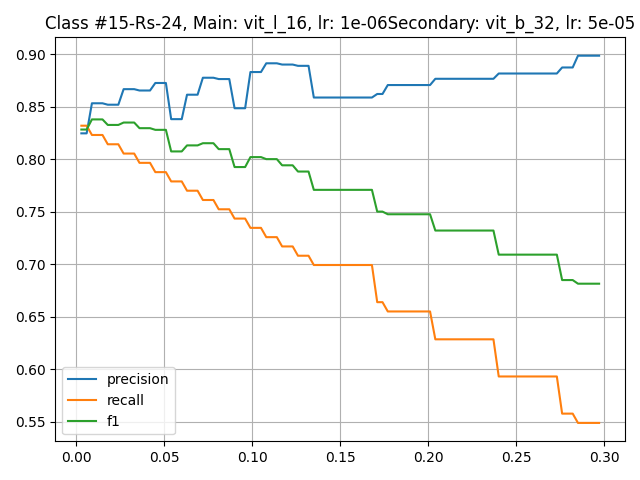 Class #15-Rs-24, Main: vit_l_16, lr: 1e-06Secondary: vit_b_32, lr: 5e-05
0.90
0.85
0.80
0.75
0.70
0.65
0.60
0.55
precision
recall
f1
0.00 0.05 0.10 0.15 0.20 0.25 0.30